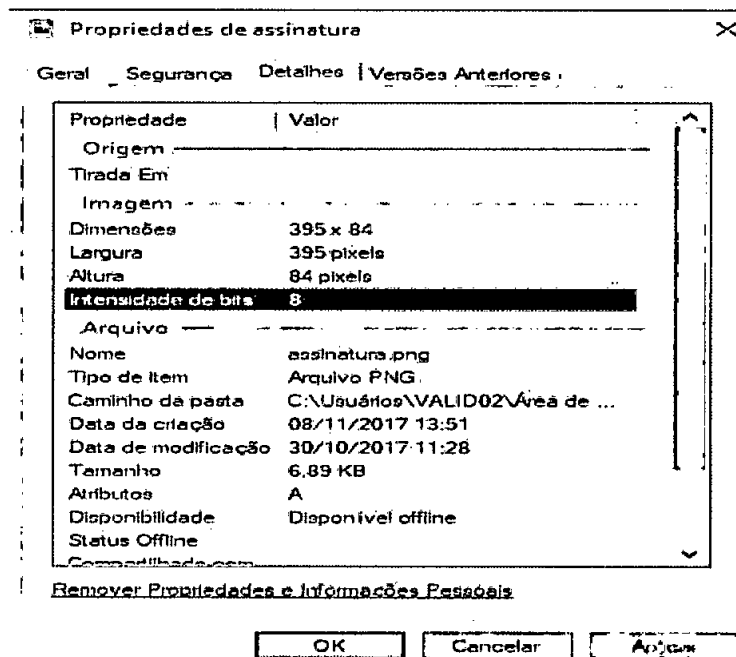 Propriedades de assinatura
Geral Segurança Detalhes Versões Anteriores
Propriedade Valor
Origem
Tirada Em
Imagem
Dimensões 395 x 84
Largura 395 pixels
Altura 84 pixels
Intensidade de bits 8
Arquivo
Nome assinatura.png
Tipo de item Arquivo PNG
Caminho da pasta C:\Usuários\VALID02\Área de ...
Data da criação 08/11/2017 13:51
Data de modificação 30/10/2017 11:28
Tamanho 6,89 KB
Atributos A
Disponibilidade Disponível offline
Status Offline
Compartilhado com
Remover Propriedades e Informações Pessoais
OK Cancelar Aplicar